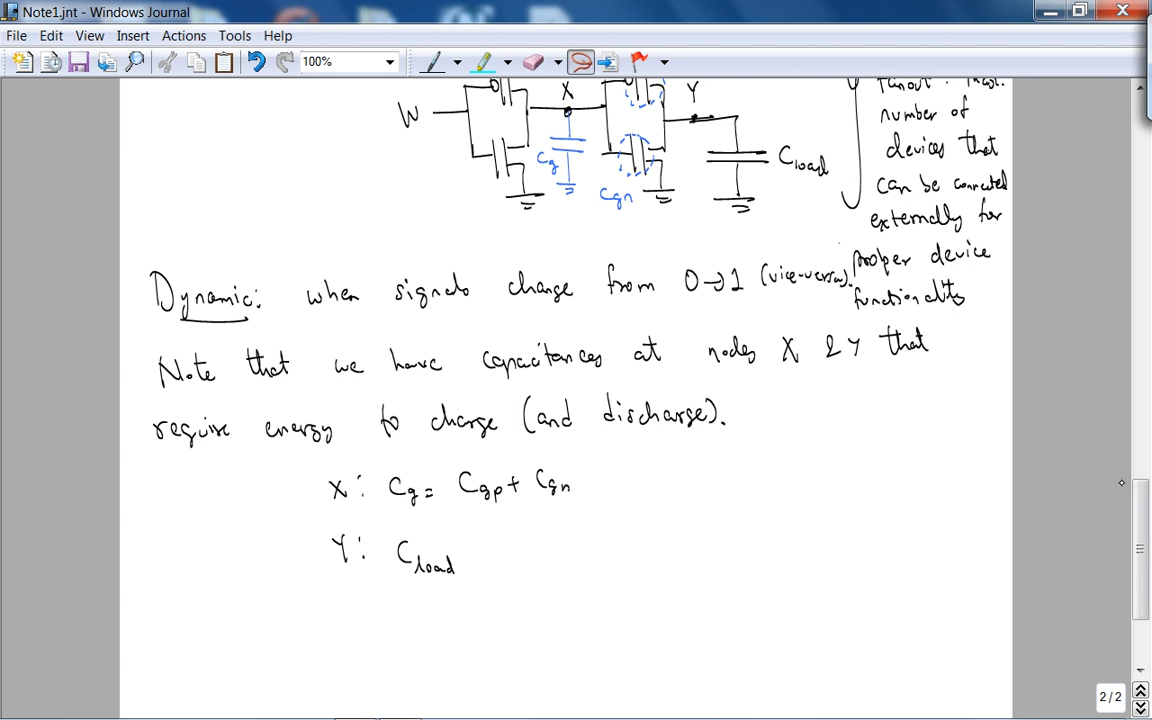 Note1.jnt - Windows Journal
File Edit View Insert Actions Tools Help
100%
W
X
Y
Cg
Cgn
Cload
Fanout : max.
number of
devices that
can be connected
externally for
proper device
functionality
Dynamic: when signals change from 0→1 (vice-versa).
Note that we have capacitances at nodes X & Y that
require energy to charge (and discharge).
X: Cg = Cgp + Cgn
Y: Cload
2/2